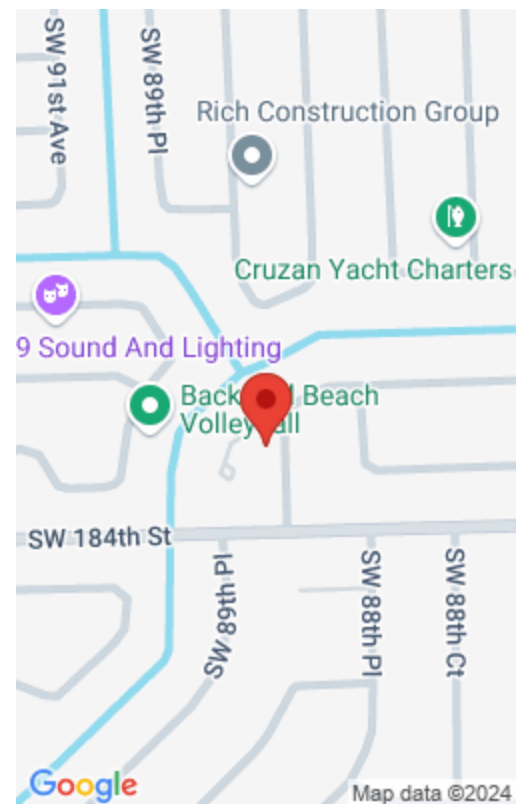 SW 91st Ave
SW 89th Pl
Rich Construction Group
Cruzan Yacht Charters
9 Sound And Lighting
Beach
SW 184th St
SW 89th Pl
SW 88th Pl
SW 88th Ct
Google
Map data ©2024